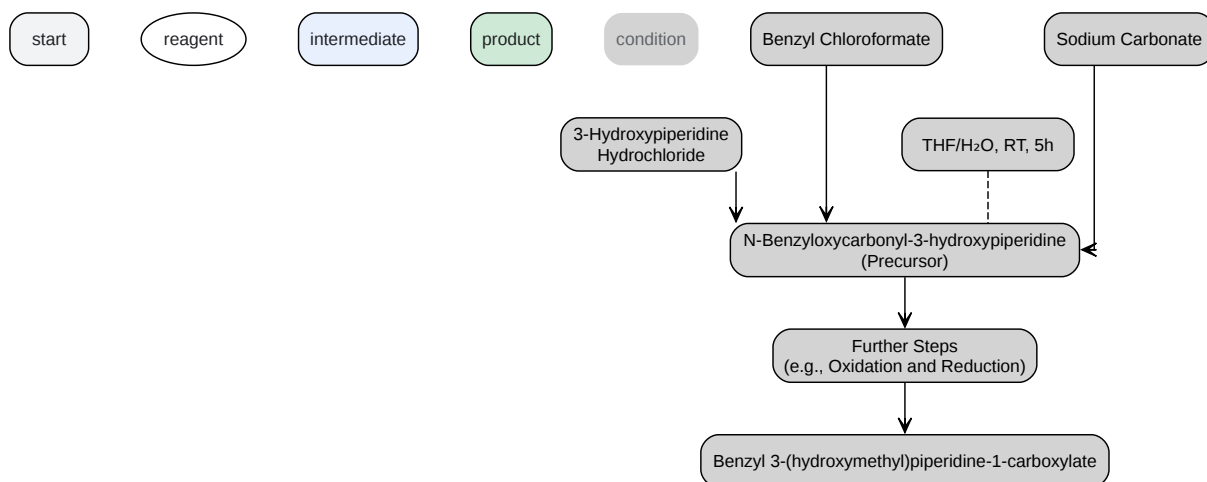 start
reagent
intermediate
product
condition
Benzyl Chloroformate
Sodium Carbonate
3-Hydroxypiperidine
Hydrochloride
THF/H₂O, RT, 5h
N-Benzyloxycarbonyl-3-hydroxypiperidine
(Precursor)
Further Steps
(e.g., Oxidation and Reduction)
Benzyl 3-(hydroxymethyl)piperidine-1-carboxylate